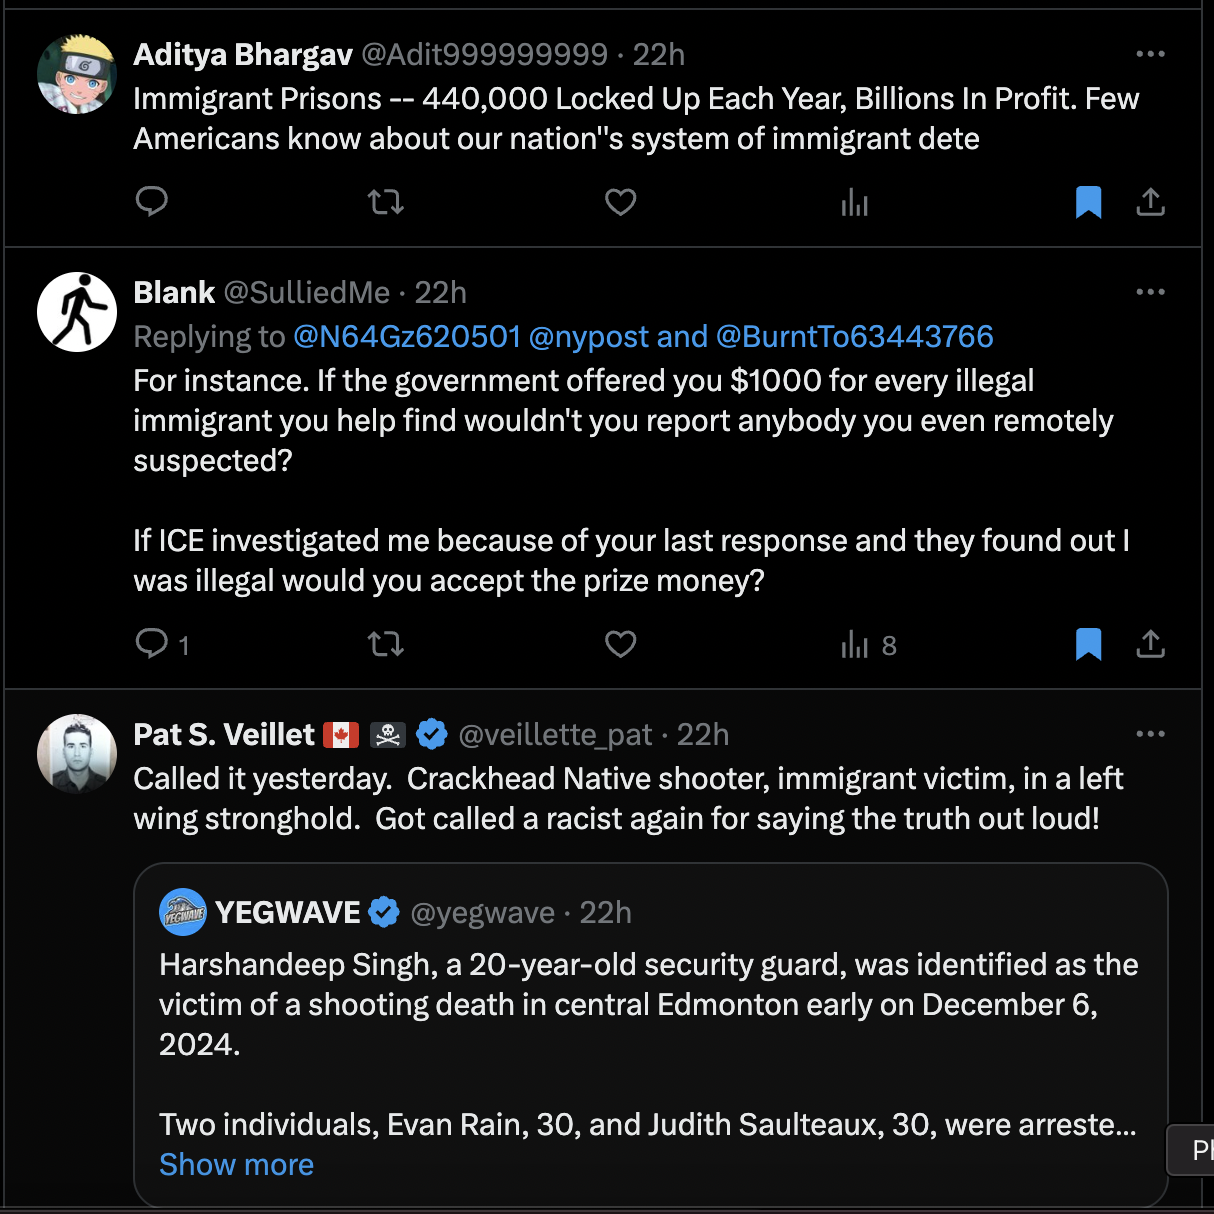 Aditya Bhargav @Adit999999999 · 22h
Immigrant Prisons -- 440,000 Locked Up Each Year, Billions In Profit. Few
Americans know about our nation"s system of immigrant dete
Blank @SulliedMe · 22h
Replying to @N64Gz620501 @nypost and @BurntTo63443766
For instance. If the government offered you $1000 for every illegal
immigrant you help find wouldn't you report anybody you even remotely
suspected?
If ICE investigated me because of your last response and they found out I
was illegal would you accept the prize money?
1 8
Pat S. Veillet @veillette_pat · 22h
Called it yesterday.  Crackhead Native shooter, immigrant victim, in a left
wing stronghold.  Got called a racist again for saying the truth out loud!
YEGWAVE @yegwave · 22h
Harshandeep Singh, a 20-year-old security guard, was identified as the
victim of a shooting death in central Edmonton early on December 6,
2024.
Two individuals, Evan Rain, 30, and Judith Saulteaux, 30, were arreste...
Show more